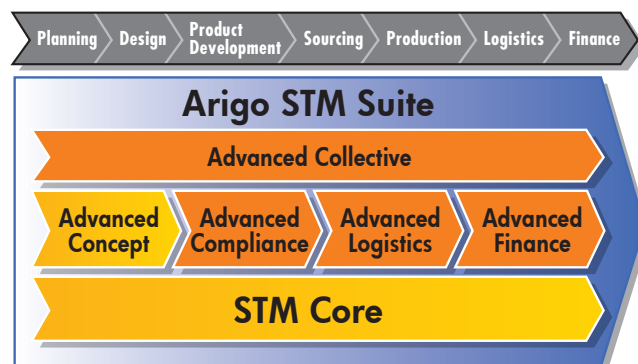 Planning Design Product Development Sourcing Production Logistics Finance
Arigo STM Suite
Advanced Collective
Advanced Concept
Advanced Compliance
Advanced Logistics
Advanced Finance
STM Core